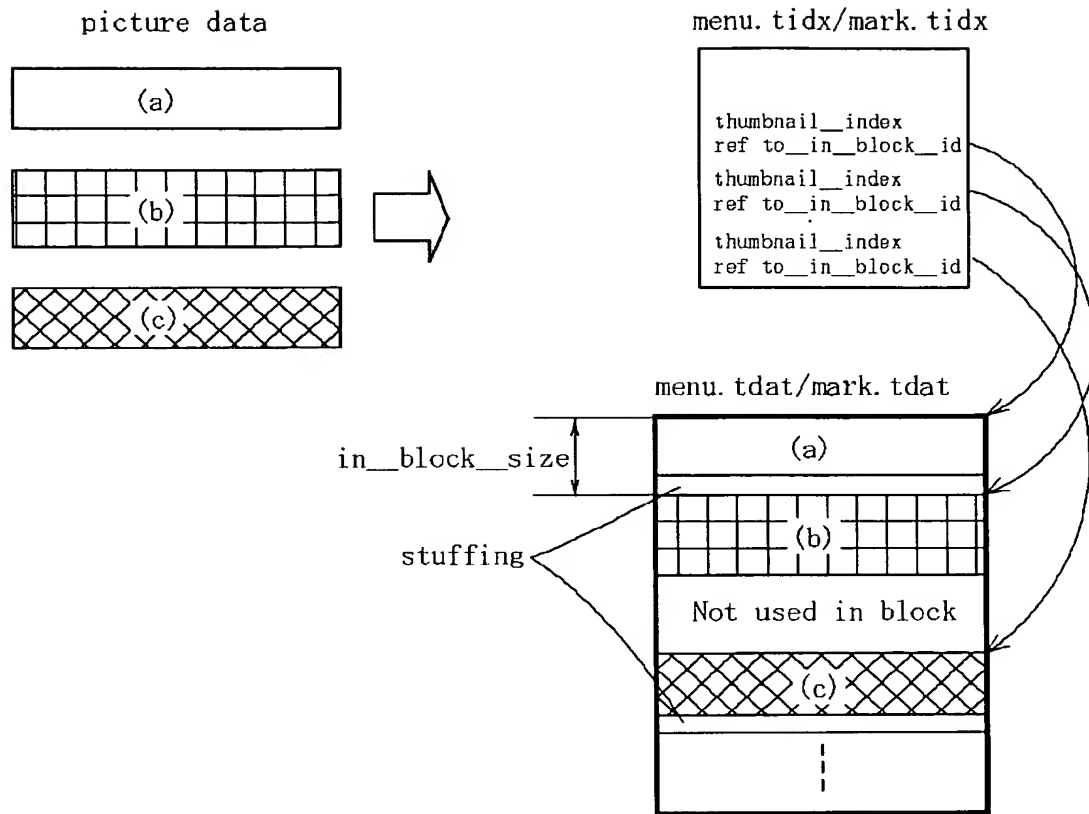 picture data
(a)
(b)
(c)
menu.tidx/mark.tidx
thumbnail__index
ref to__in__block__id
thumbnail__index
ref to__in__block__id
thumbnail__index
ref to__in__block__id
menu.tdat/mark.tdat
in__block__size
(a)
stuffing
(b)
Not used in block
(c)